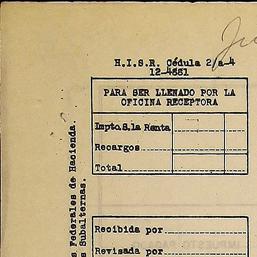 H.I.S.R. Cédula 2/a-4
12-4551
PARA SER LLENADO POR LA
OFICINA RECEPTORA
Impto.S.la Renta
Recargos
Total
s Federales de Hacienda.
s Subalternas.
Recibida por
Revisada por